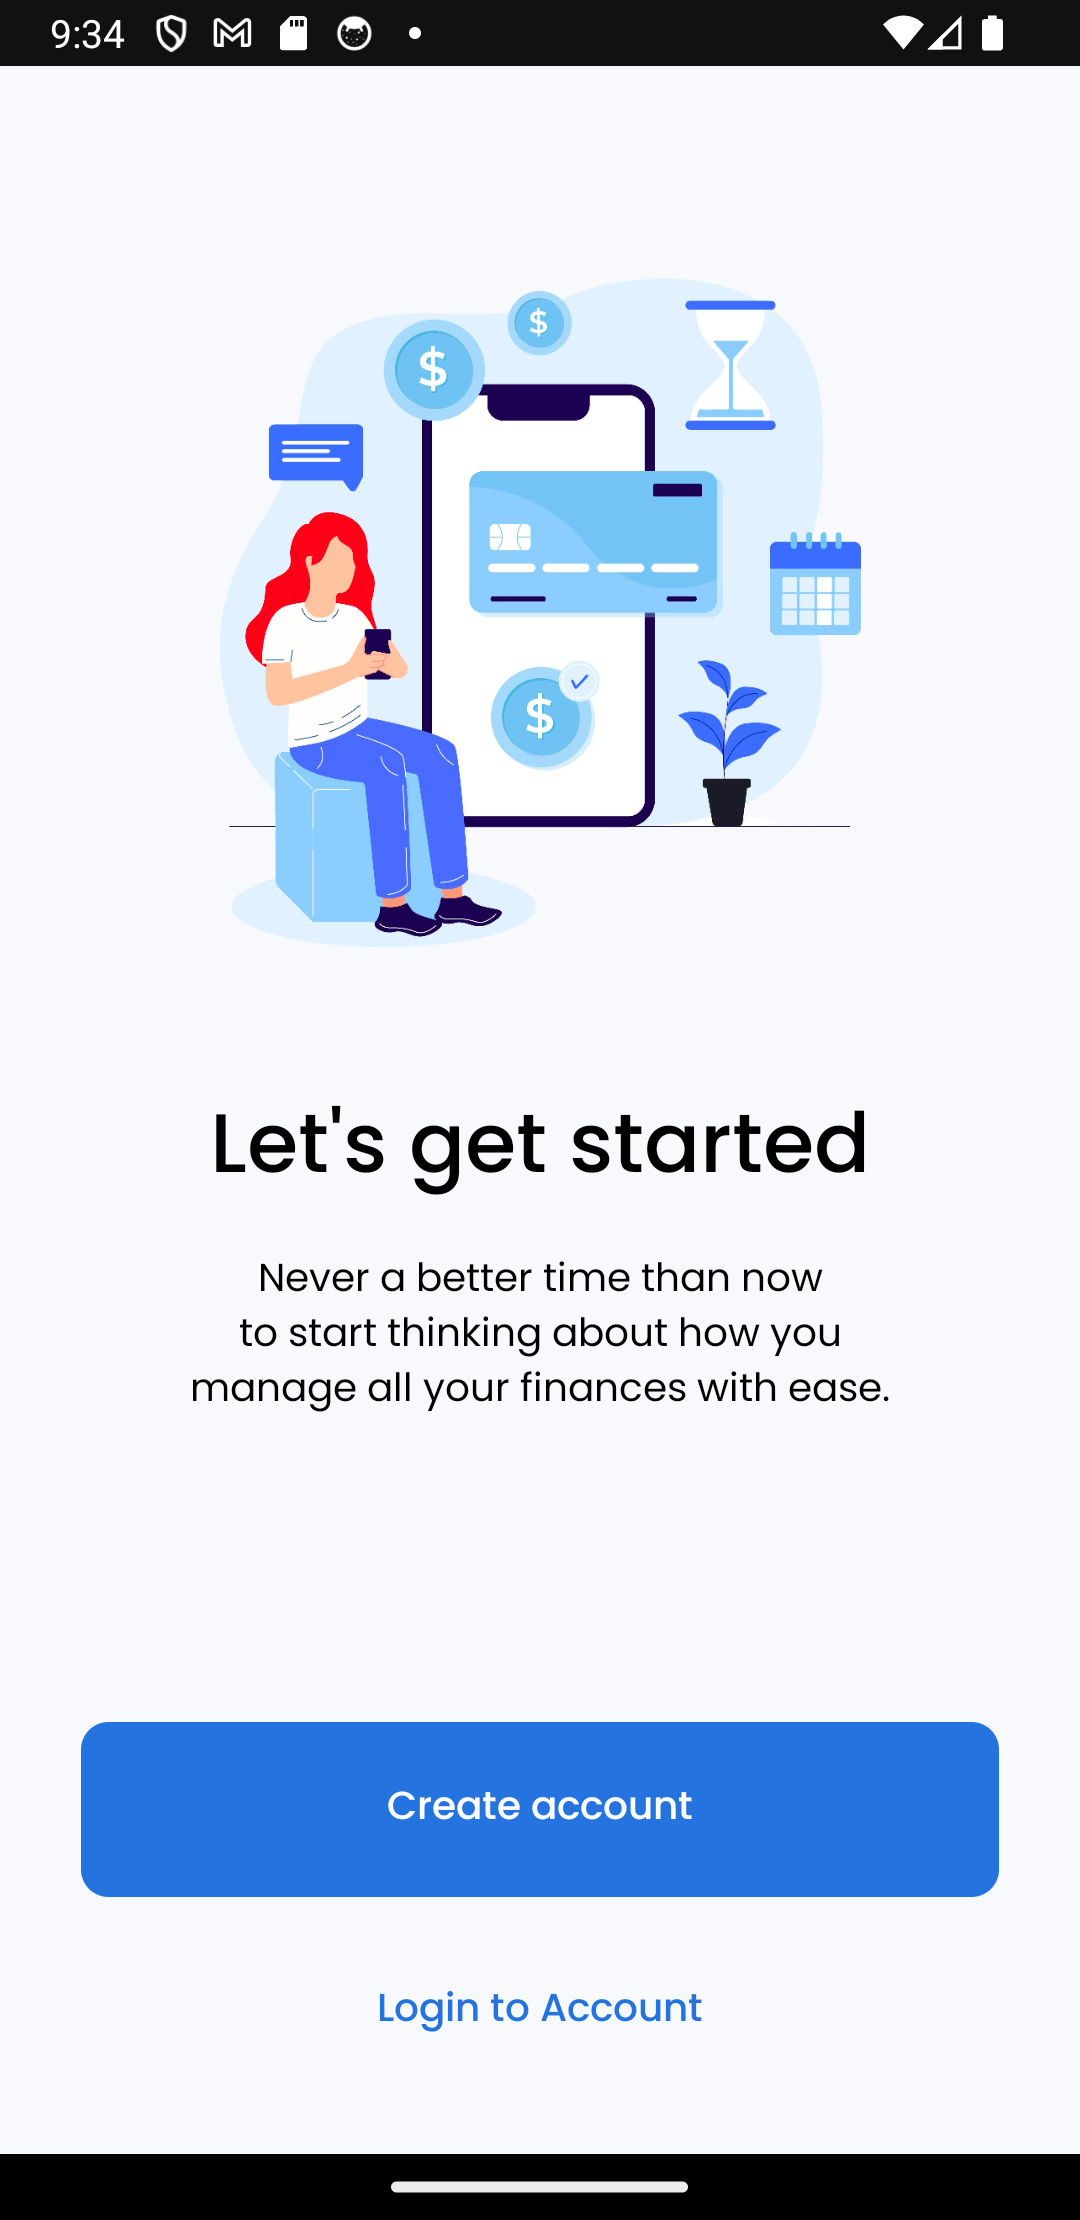 9:34
$
$
$
Let's get started
Never a better time than now
to start thinking about how you
manage all your finances with ease.
Create account
Login to Account